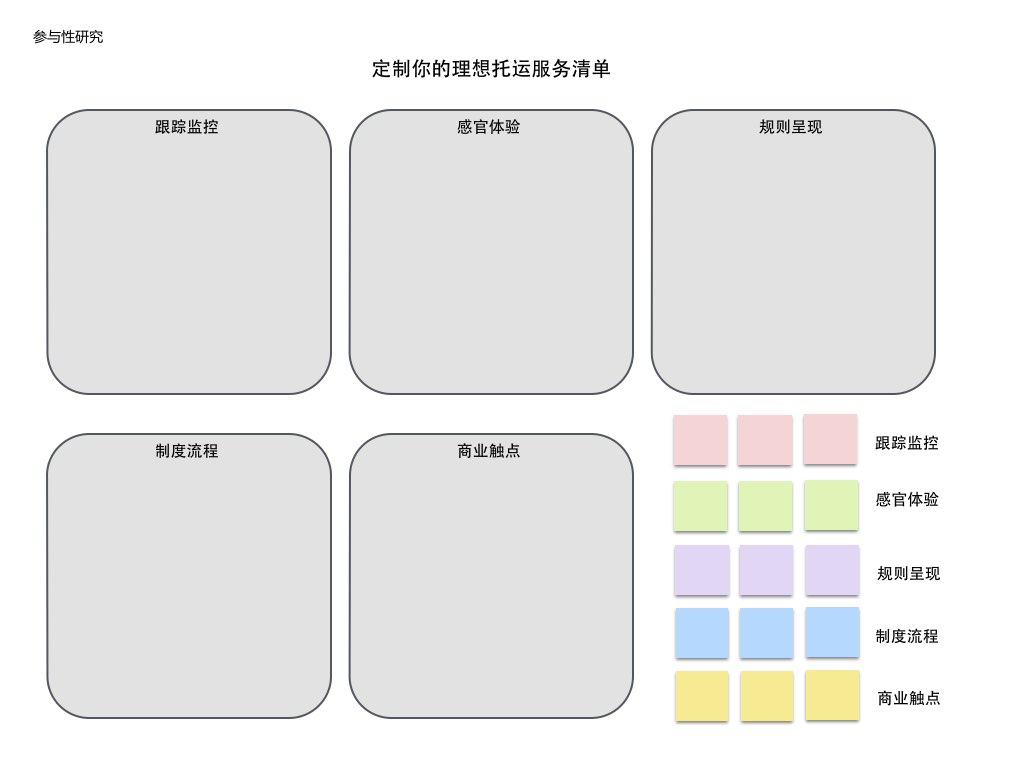 参与性研究
定制你的理想托运服务清单
跟踪监控
感官体验
规则呈现
制度流程
商业触点
跟踪监控
感官体验
规则呈现
制度流程
商业触点